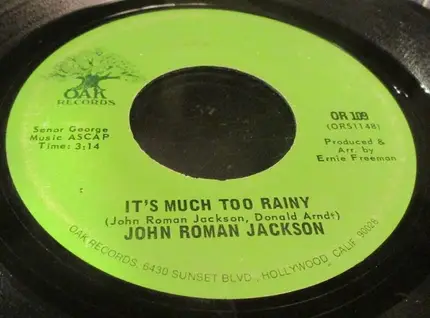 OAK
RECORDS
Senor George
Music ASCAP
Time: 3:14
OR 109
(ORS1148)
Produced &
Arr. by
Ernie Freeman
IT'S MUCH TOO RAINY
(John Roman Jackson, Donald Arndt)
JOHN ROMAN JACKSON
OAK RECORDS, 6430 SUNSET BLVD., HOLLYWOOD, CALIF. 90028